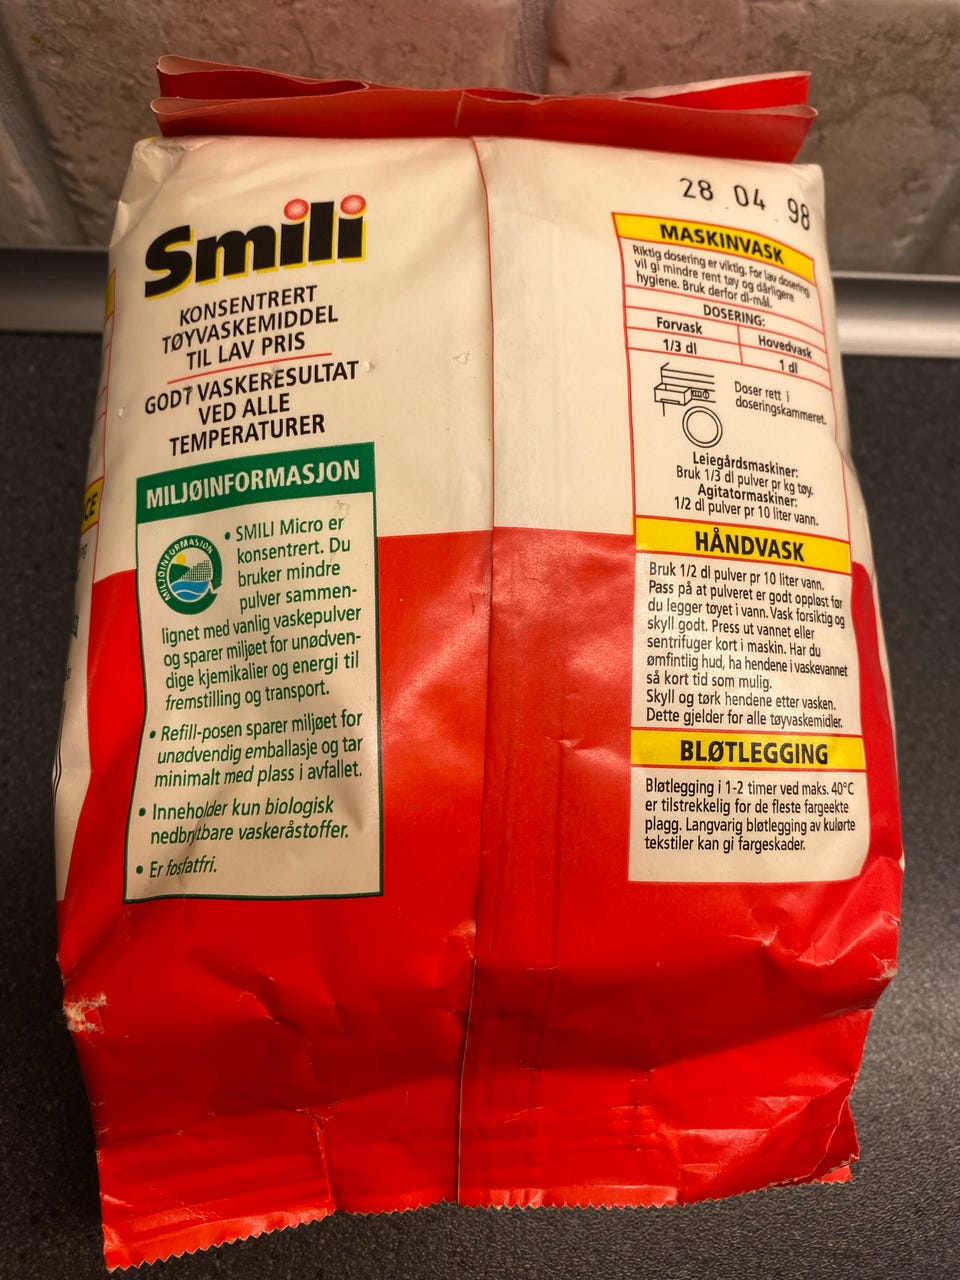 28 04 98
Smili
KONSENTRERT
TØYVASKEMIDDEL
TIL LAV PRIS
GODT VASKERESULTAT
VED ALLE
TEMPERATURER
MILJØINFORMASJON
MILJØINFORMASJON
• SMILI Micro er
konsentrert. Du
bruker mindre
pulver sammen-
lignet med vanlig vaskepulver
og sparer miljøet for unødven-
dige kjemikalier og energi til
fremstilling og transport.
• Refill-posen sparer miljøet for
unødvendig emballasje og tar
minimalt med plass i avfallet.
• Inneholder kun biologisk
nedbrytbare vaskeråstoffer.
• Er fosfatfri.
MASKINVASK
Riktig dosering er viktig. For lav dosering
vil gi mindre rent tøy og dårligere
hygiene. Bruk derfor dl-mål.
DOSERING:
Forvask Hovedvask
1/3 dl 1 dl
Doser rett i
doseringskammeret.
Leiegårdsmaskiner:
Bruk 1/3 dl pulver pr kg tøy.
Agitatormaskiner:
1/2 dl pulver pr 10 liter vann.
HÅNDVASK
Bruk 1/2 dl pulver pr 10 liter vann.
Pass på at pulveret er godt oppløst før
du legger tøyet i vann. Vask forsiktig og
skyll godt. Press ut vannet eller
sentrifuger kort i maskin. Har du
ømfintlig hud, ha hendene i vaskevannet
så kort tid som mulig.
Skyll og tørk hendene etter vasken.
Dette gjelder for alle tøyvaskemidler.
BLØTLEGGING
Bløtlegging i 1-2 timer ved maks. 40°C
er tilstrekkelig for de fleste fargeekte
plagg. Langvarig bløtlegging av kulørte
tekstiler kan gi fargeskader.